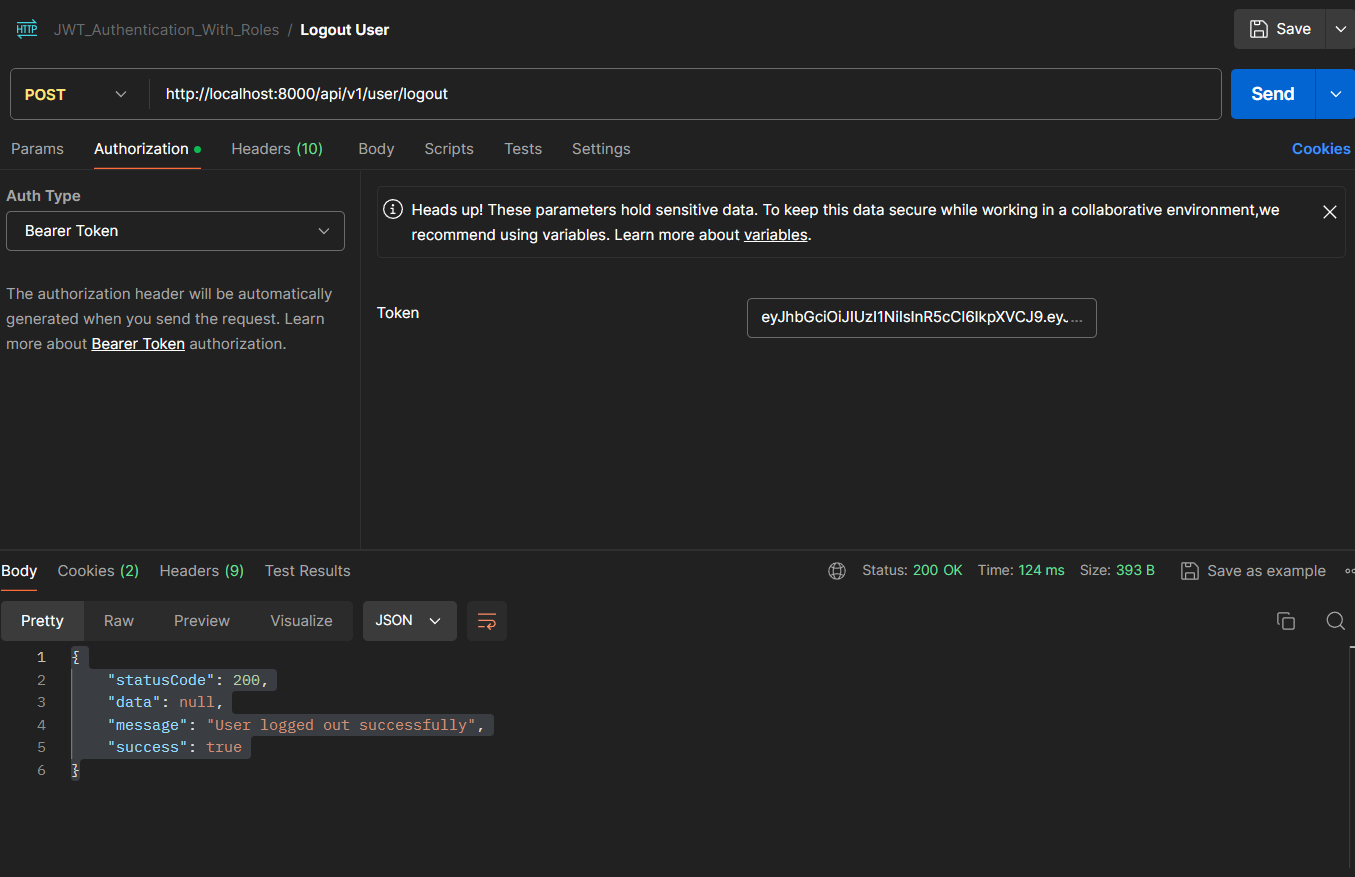 HTTP JWT_Authentication_With_Roles / Logout User Save
POST http://localhost:8000/api/v1/user/logout Send
Params Authorization Headers (10) Body Scripts Tests Settings Cookies
Auth Type
Bearer Token
The authorization header will be automatically
generated when you send the request. Learn
more about Bearer Token authorization.
Heads up! These parameters hold sensitive data. To keep this data secure while working in a collaborative environment,we
recommend using variables. Learn more about variables.
Token eyJhbGciOiJIUzI1NiIsInR5cCI6IkpXVCJ9.eyJ...
Body Cookies (2) Headers (9) Test Results Status: 200 OK Time: 124 ms Size: 393 B Save as example
Pretty Raw Preview Visualize JSON
1 {
2 "statusCode": 200,
3 "data": null,
4 "message": "User logged out successfully",
5 "success": true
6 }